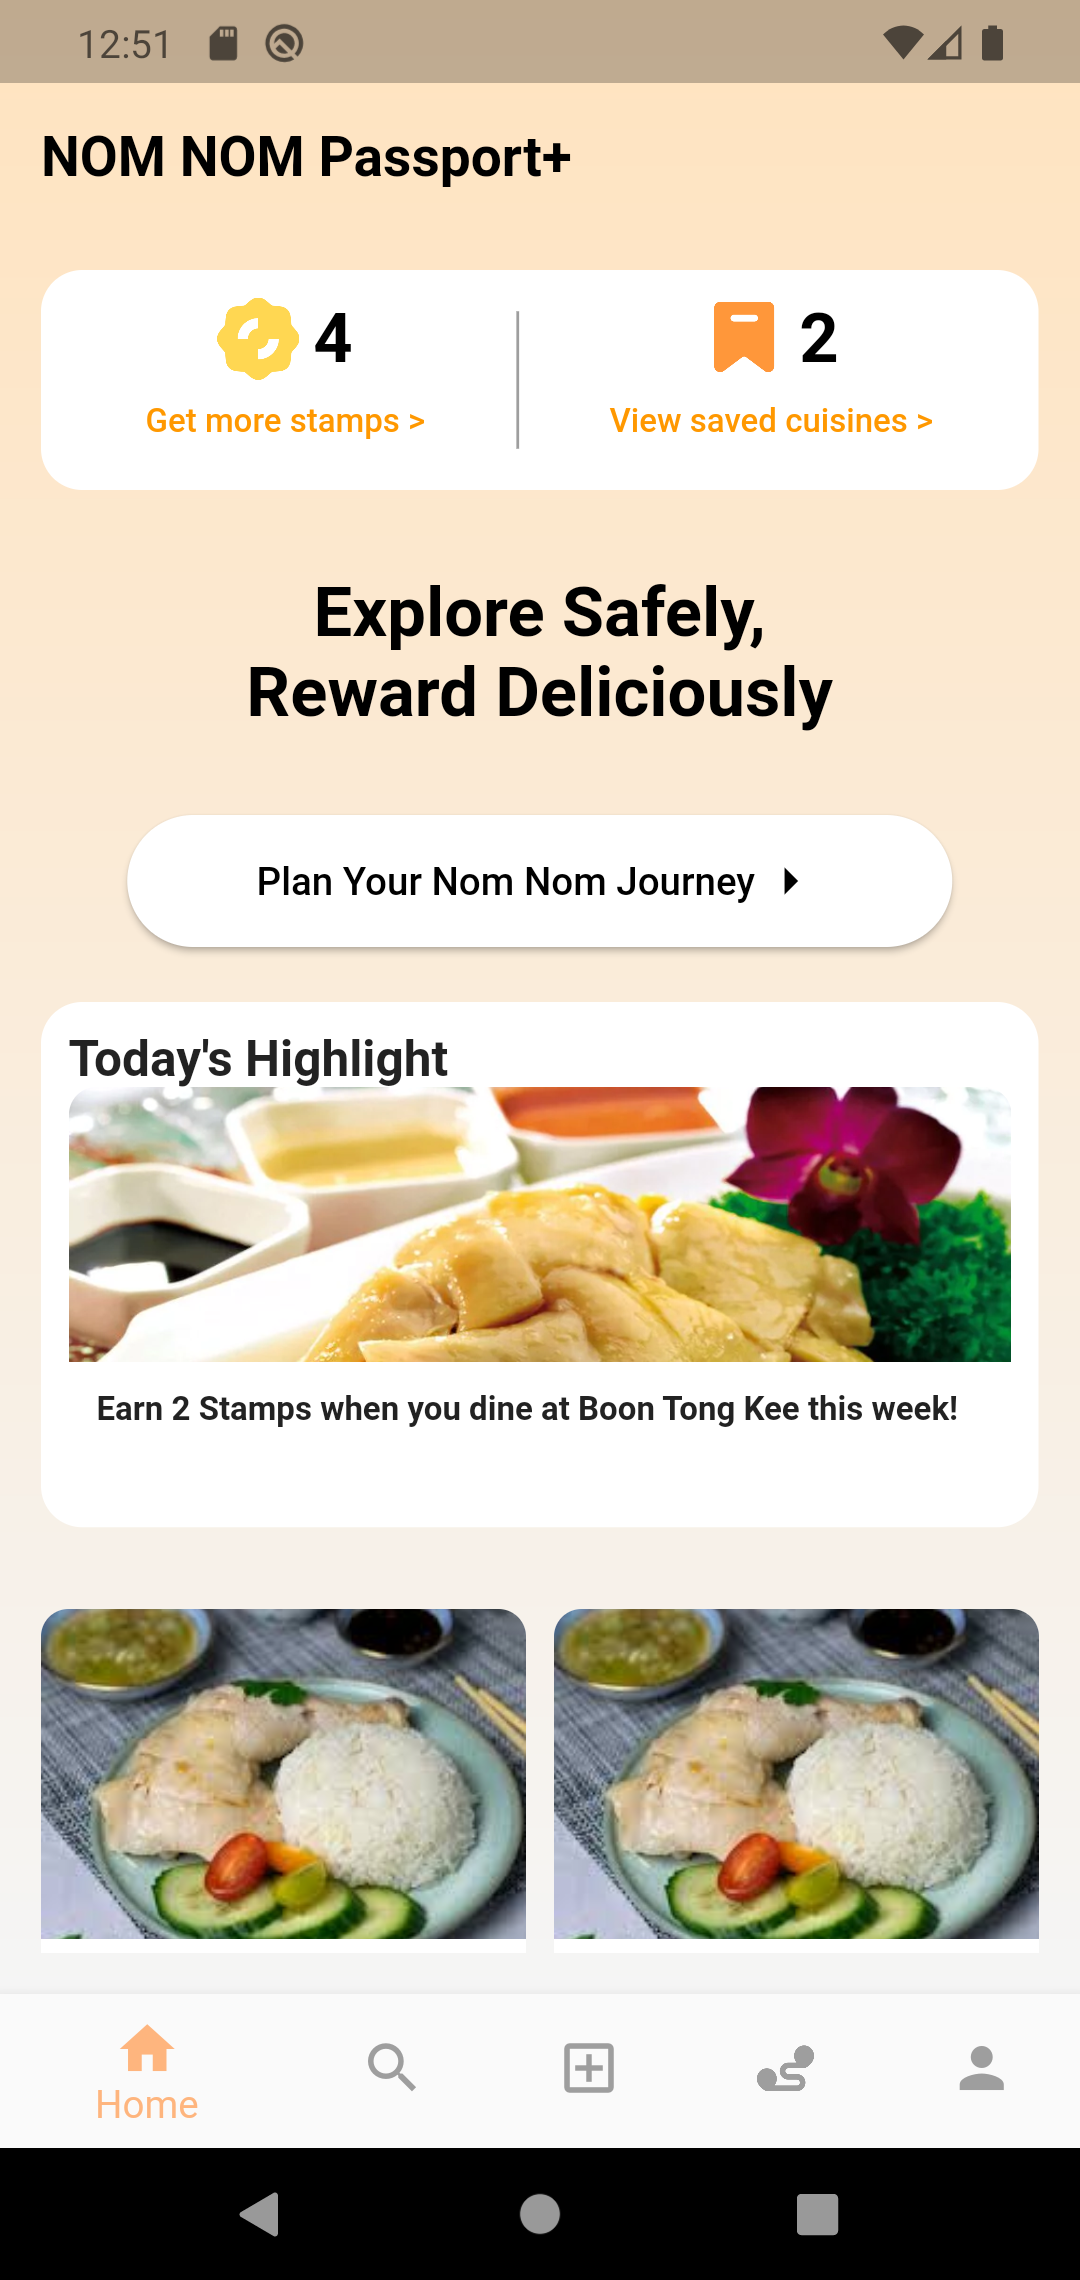 12:51
NOM NOM Passport+
4
2
Get more stamps >
View saved cuisines >
Explore Safely,
Reward Deliciously
Plan Your Nom Nom Journey
Today's Highlight
Earn 2 Stamps when you dine at Boon Tong Kee this week!
Home